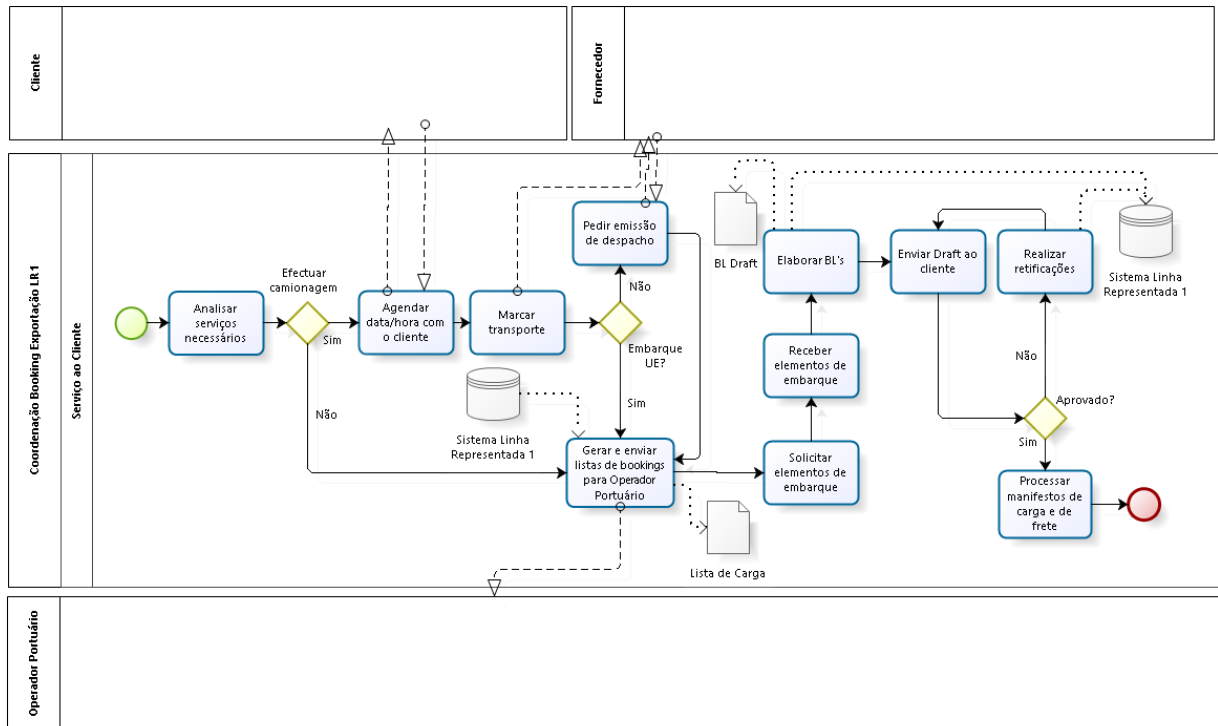 Cliente
Fornecedor
Coordenação Booking Exportação LR1
Serviço ao Cliente
Analisar
serviços
necessários
Efectuar
camionagem
Sim
Não
Agendar
data/hora com
o cliente
Marcar
transporte
Pedir emissão
de despacho
Não
Embarque
UE?
Sim
Sistema Linha
Representada 1
Gerar e enviar
listas de bookings
para Operador
Portuário
Lista de Carga
BL Draft
Elaborar BL's
Receber
elementos de
embarque
Solicitar
elementos de
embarque
Enviar Draft ao
cliente
Realizar
retificações
Sistema Linha
Representada 1
Não
Aprovado?
Sim
Processar
manifestos de
carga e de
frete
Operador Portuário